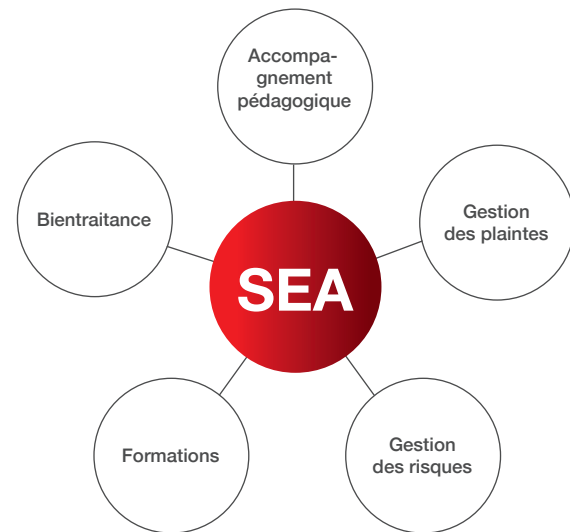 Accompa-
gnement
pédagogique
Bientraitance
Gestion
des plaintes
SEA
Formations
Gestion
des risques